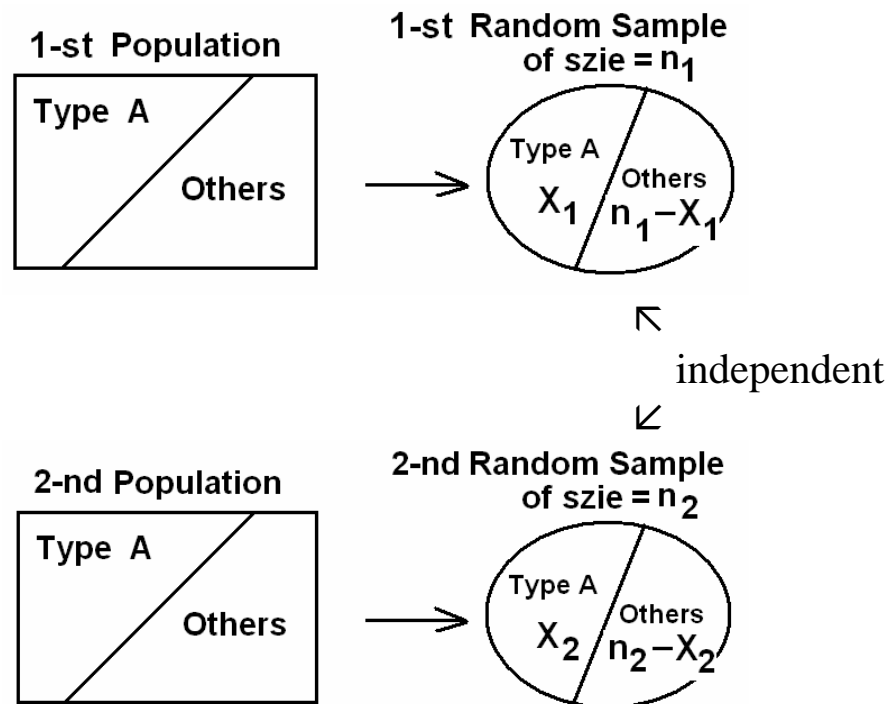 1-st Population
Type A
Others
1-st Random Sample
of szie = n₁
Type A
X₁
Others
n₁−X₁
independent
2-nd Population
Type A
Others
2-nd Random Sample
of szie = n₂
Type A
X₂
Others
n₂−X₂